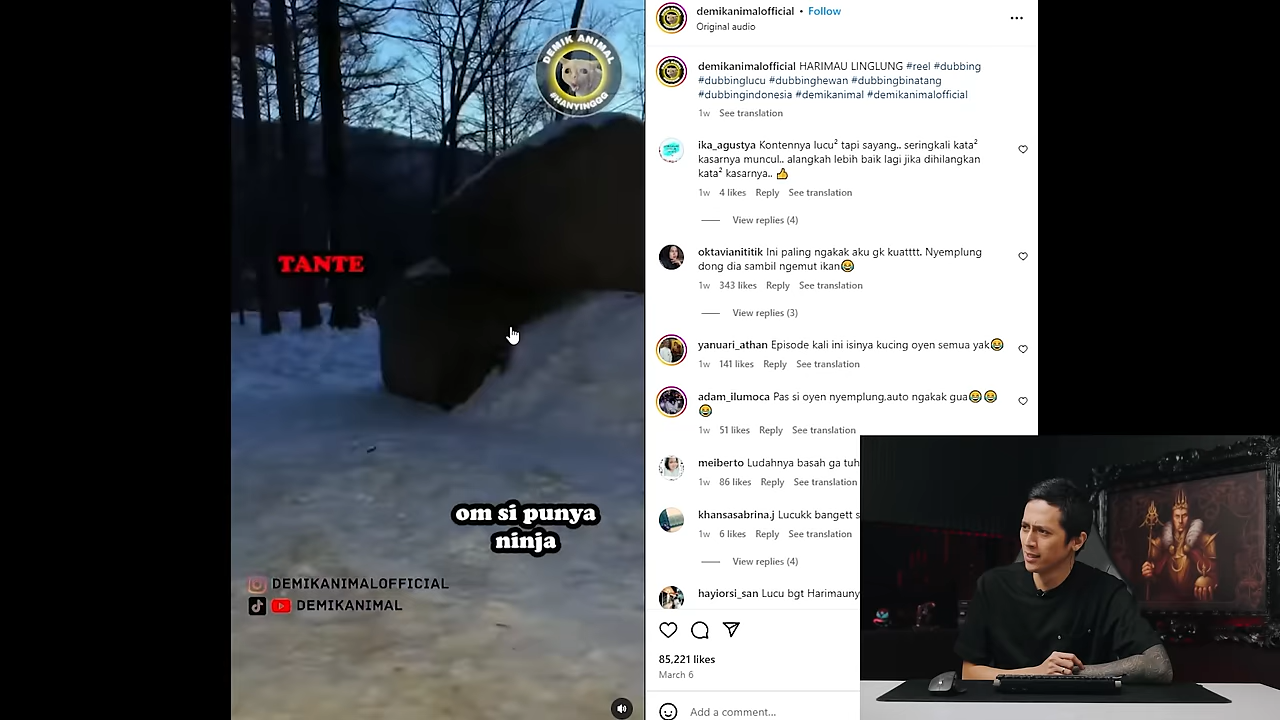 DEMIK ANIMAL
#HANYINGGG
TANTE
om si punya
ninja
DEMIKANIMALOFFICIAL
DEMIKANIMAL
demikanimalofficial • Follow
Original audio
demikanimalofficial HARIMAU LINGLUNG #reel #dubbing
#dubbinglucu #dubbinghewan #dubbingbinatang
#dubbingindonesia #demikanimal #demikanimalofficial
1w See translation
ika_agustya Kontennya lucu² tapi sayang.. seringkali kata²
kasarnya muncul.. alangkah lebih baik lagi jika dihilangkan
kata² kasarnya.. 👍
1w 4 likes Reply See translation
View replies (4)
oktavianititik Ini paling ngakak aku gk kuatttt. Nyemplung
dong dia sambil ngemut ikan😂
1w 343 likes Reply See translation
View replies (3)
yanuari_athan Episode kali ini isinya kucing oyen semua yak😂
1w 141 likes Reply See translation
adam_ilumoca Pas si oyen nyemplung,auto ngakak gua😂😂
😂
1w 51 likes Reply See translation
meiberto Ludahnya basah ga tuh
1w 86 likes Reply See translation
khansasabrina.j Lucukk bangett s
1w 6 likes Reply See translation
View replies (4)
hayiorsi_san Lucu bgt Harimauny
85,221 likes
March 6
Add a comment...